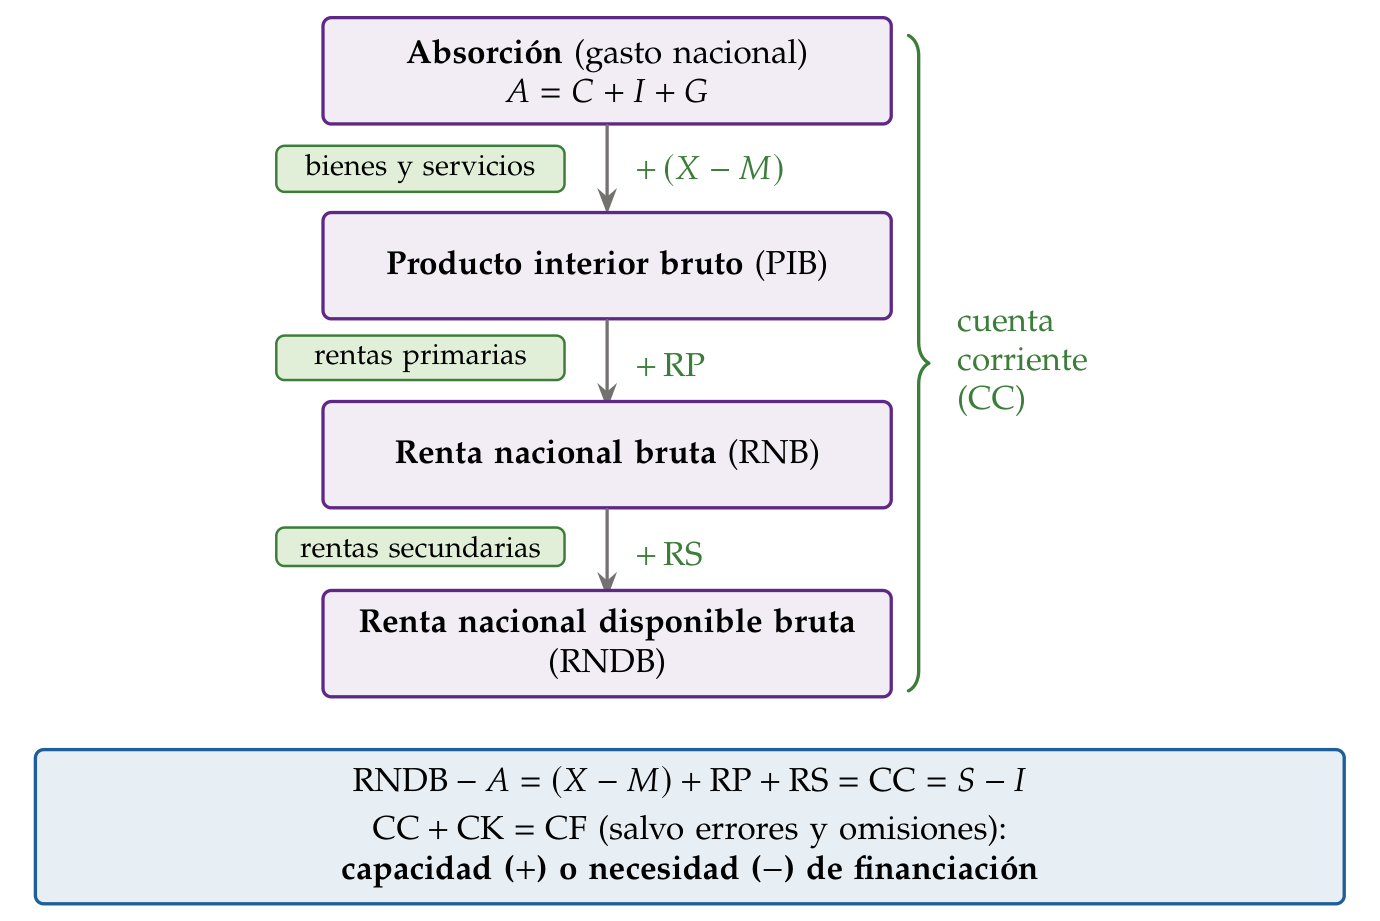 Absorción (gasto nacional)
A = C + I + G
bienes y servicios
+ (X − M)
Producto interior bruto (PIB)
rentas primarias
+ RP
cuenta
corriente
(CC)
Renta nacional bruta (RNB)
rentas secundarias
+ RS
Renta nacional disponible bruta
(RNDB)
RNDB − A = (X − M) + RP + RS = CC = S − I
CC + CK = CF (salvo errores y omisiones):
capacidad (+) o necesidad (−) de financiación